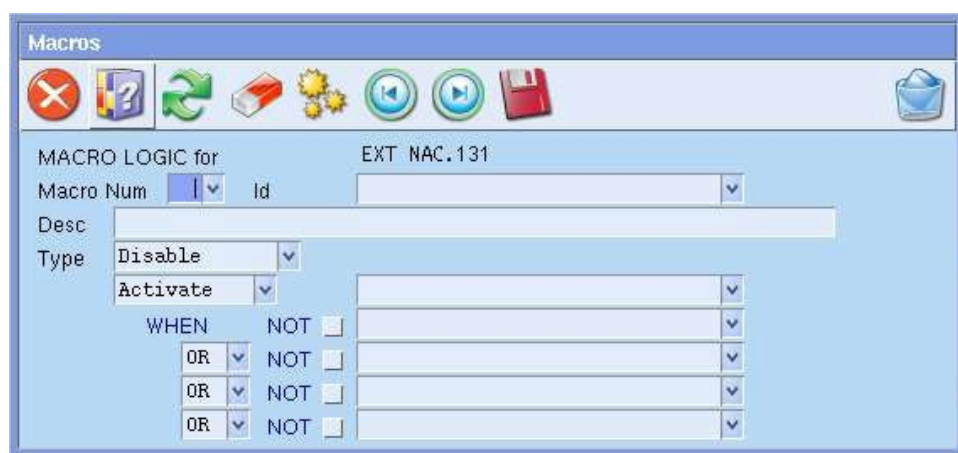 Macros
MACRO LOGIC for EXT NAC.131
Macro Num Id
Desc
Type Disable
Activate
WHEN NOT
OR NOT
OR NOT
OR NOT